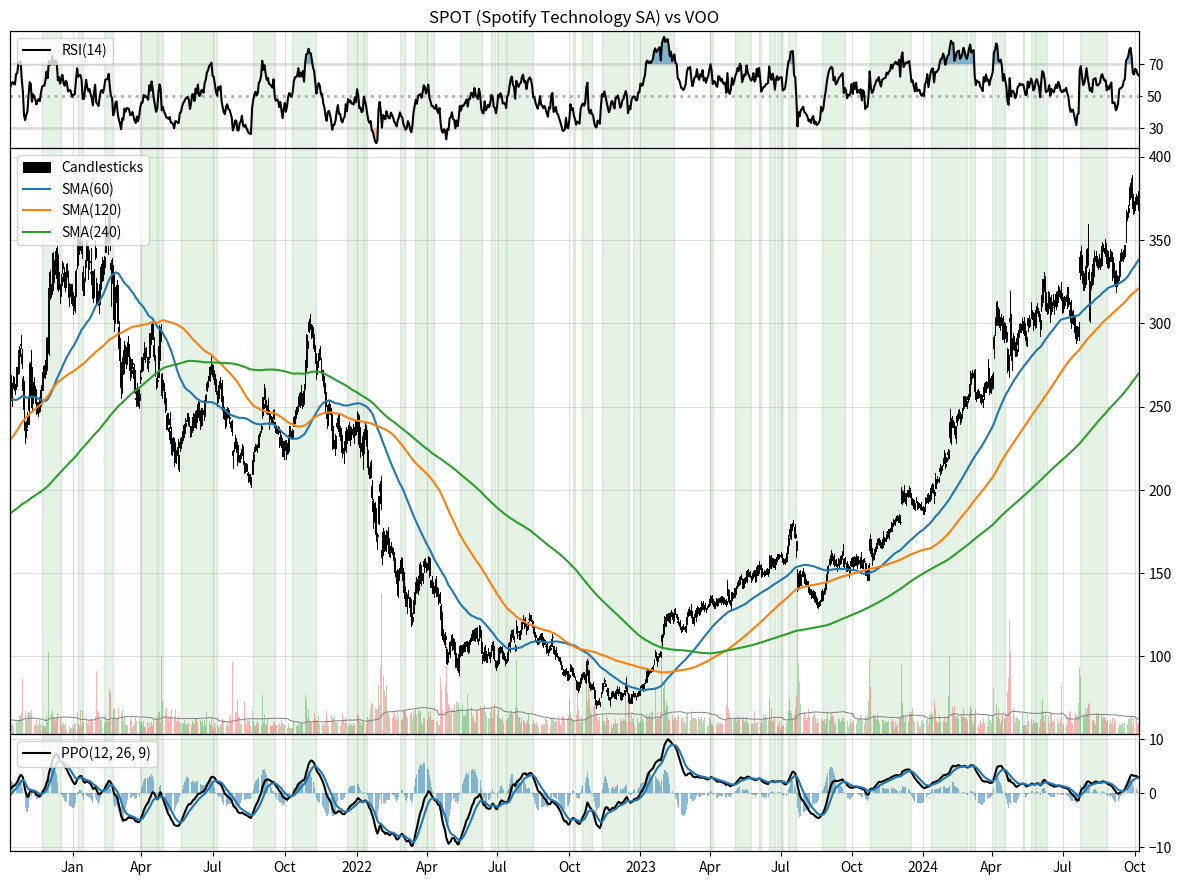 SPOT (Spotify Technology SA) vs VOO
RSI(14)
70
50
30
Candlesticks
SMA(60)
SMA(120)
SMA(240)
400
350
300
250
200
150
100
PPO(12, 26, 9)
10
0
−10
Jan Apr Jul Oct 2022 Apr Jul Oct 2023 Apr Jul Oct 2024 Apr Jul Oct